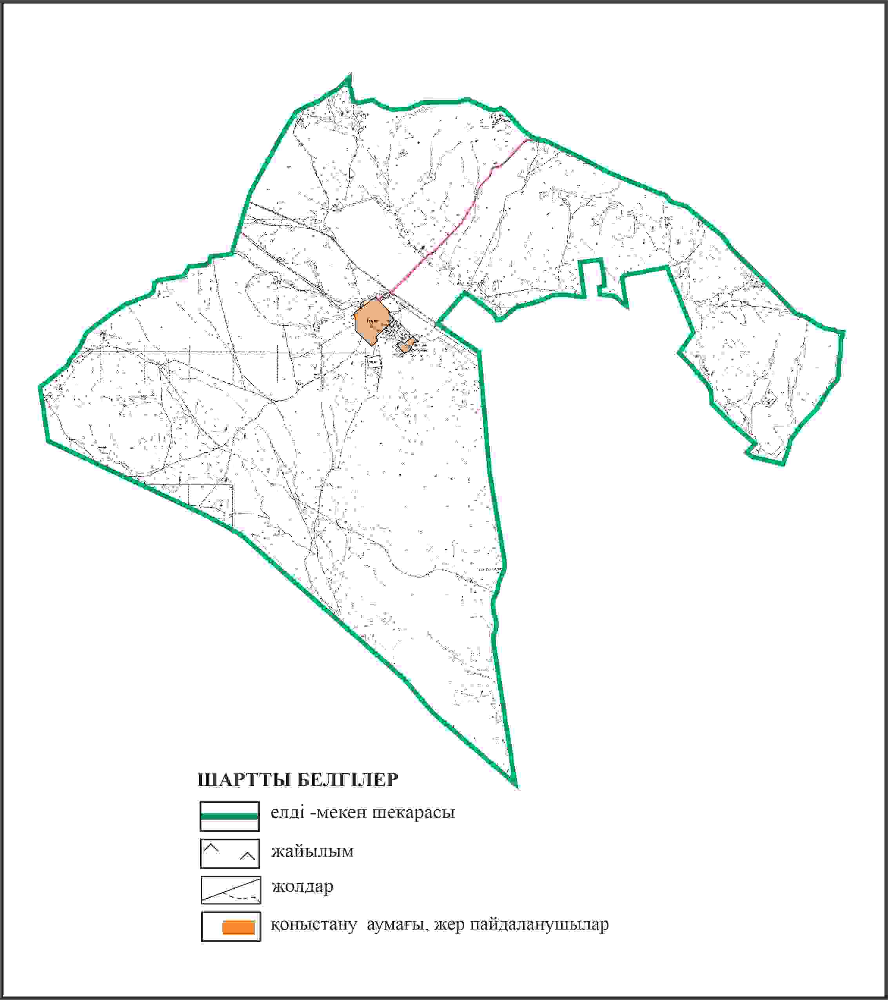 ШАРТТЫ БЕЛГІЛЕР
елді -мекен шекарасы
жайылым
жолдар
қоныстану аумағы, жер пайдаланушылар